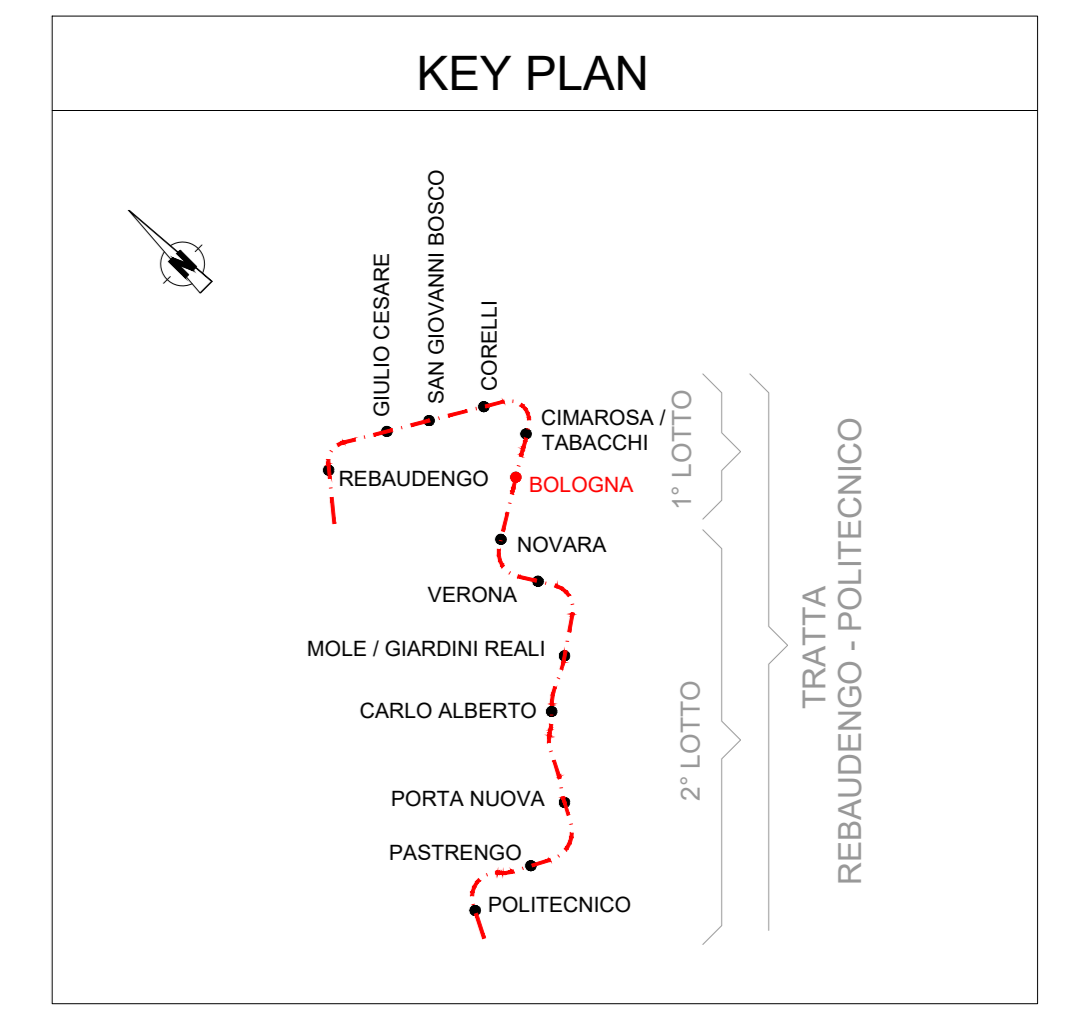 KEY PLAN
N
GIULIO CESARE
SAN GIOVANNI BOSCO
CORELLI
CIMAROSA /
TABACCHI
REBAUDENGO
BOLOGNA
NOVARA
VERONA
MOLE / GIARDINI REALI
CARLO ALBERTO
PORTA NUOVA
PASTRENGO
POLITECNICO
1° LOTTO
2° LOTTO
TRATTA
REBAUDENGO - POLITECNICO